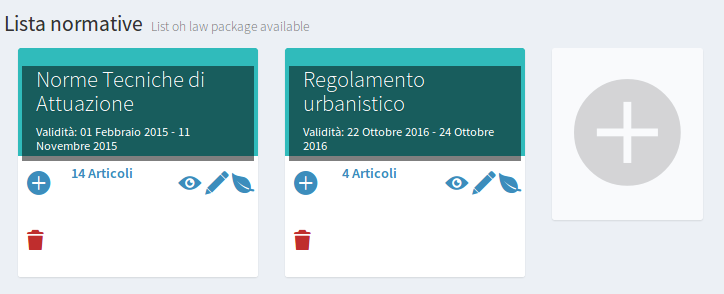 Lista normative List oh law package available
Norme Tecniche di
Attuazione
Validità: 01 Febbraio 2015 - 11
Novembre 2015
14 Articoli
Regolamento
urbanistico
Validità: 22 Ottobre 2016 - 24 Ottobre
2016
4 Articoli